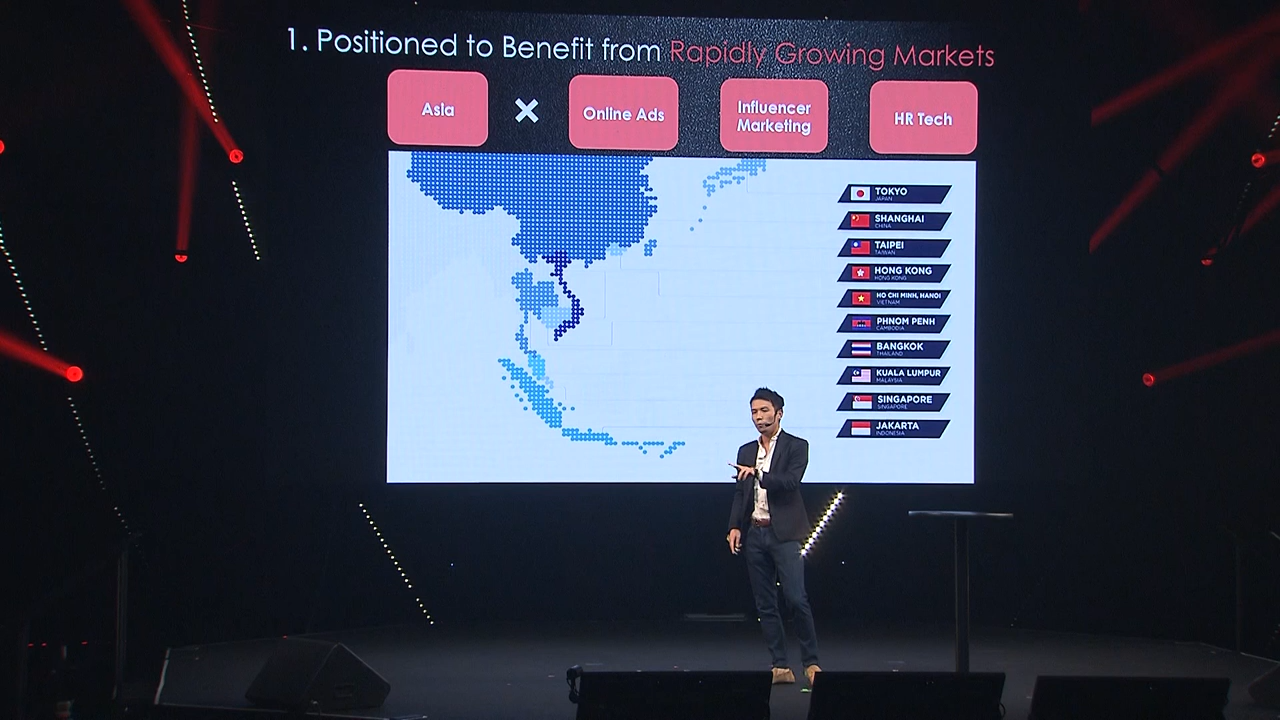 1. Positioned to Benefit from Rapidly Growing Markets
Asia
×
Online Ads
Influencer
Marketing
HR Tech
TOKYO
JAPAN
SHANGHAI
CHINA
TAIPEI
TAIWAN
HONG KONG
HONG KONG
HO CHI MINH, HANOI
VIETNAM
PHNOM PENH
CAMBODIA
BANGKOK
THAILAND
KUALA LUMPUR
MALAYSIA
SINGAPORE
SINGAPORE
JAKARTA
INDONESIA